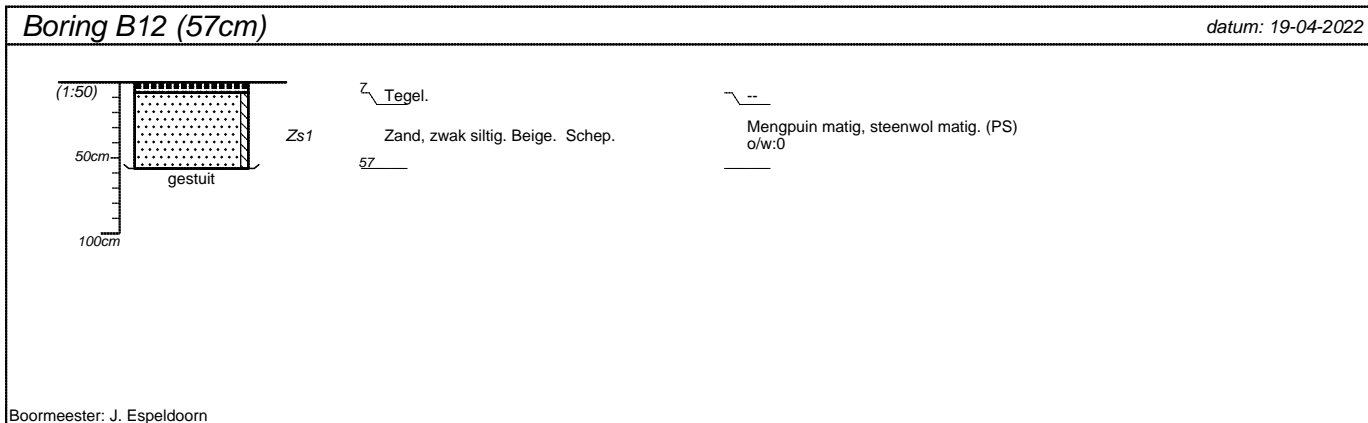 Boring B12 (57cm)
datum: 19-04-2022
(1:50)
7
Tegel.
--
Zs1
Zand, zwak siltig. Beige. Schep.
Mengpuin matig, steenwol matig. (PS)
o/w:0
50cm
57
gestuit
100cm
Boormeester: J. Espeldoorn